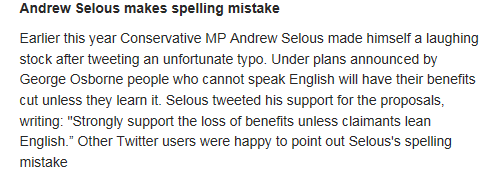 Andrew Selous makes spelling mistake
Earlier this year Conservative MP Andrew Selous made himself a laughing
stock after tweeting an unfortunate typo. Under plans announced by
George Osborne people who cannot speak English will have their benefits
cut unless they learn it. Selous tweeted his support for the proposals,
writing: "Strongly support the loss of benefits unless claimants lean
English.” Other Twitter users were happy to point out Selous's spelling
mistake